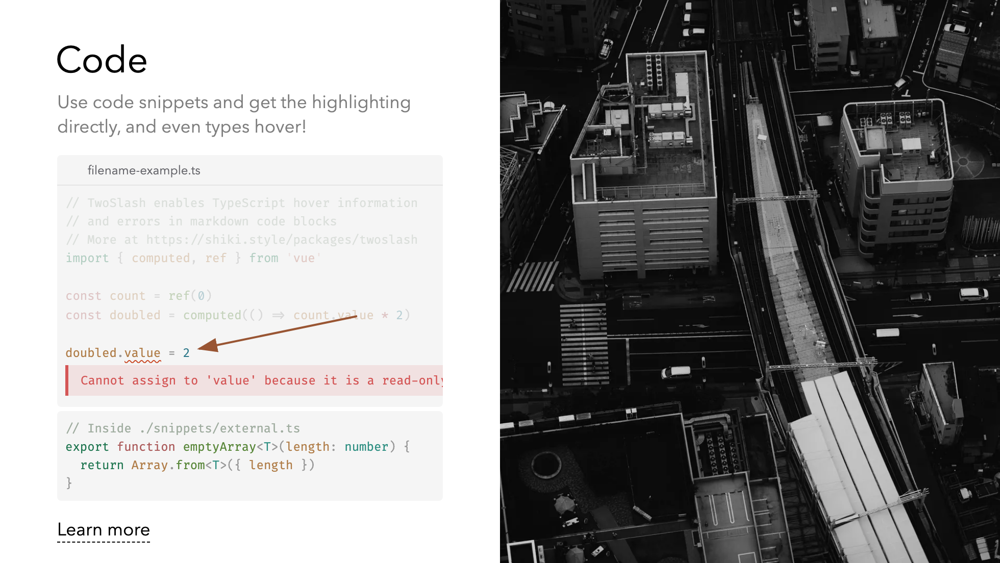 Code
Use code snippets and get the highlighting
directly, and even types hover!
filename-example.ts
// TwoSlash enables TypeScript hover information
// and errors in markdown code blocks
// More at https://shiki.style/packages/twoslash
import { computed, ref } from 'vue'
const count = ref(0)
const doubled = computed(() => count.value * 2)
doubled.value = 2
Cannot assign to 'value' because it is a read-only
// Inside ./snippets/external.ts
export function emptyArray<T>(length: number) {
  return Array.from<T>({ length })
}
Learn more